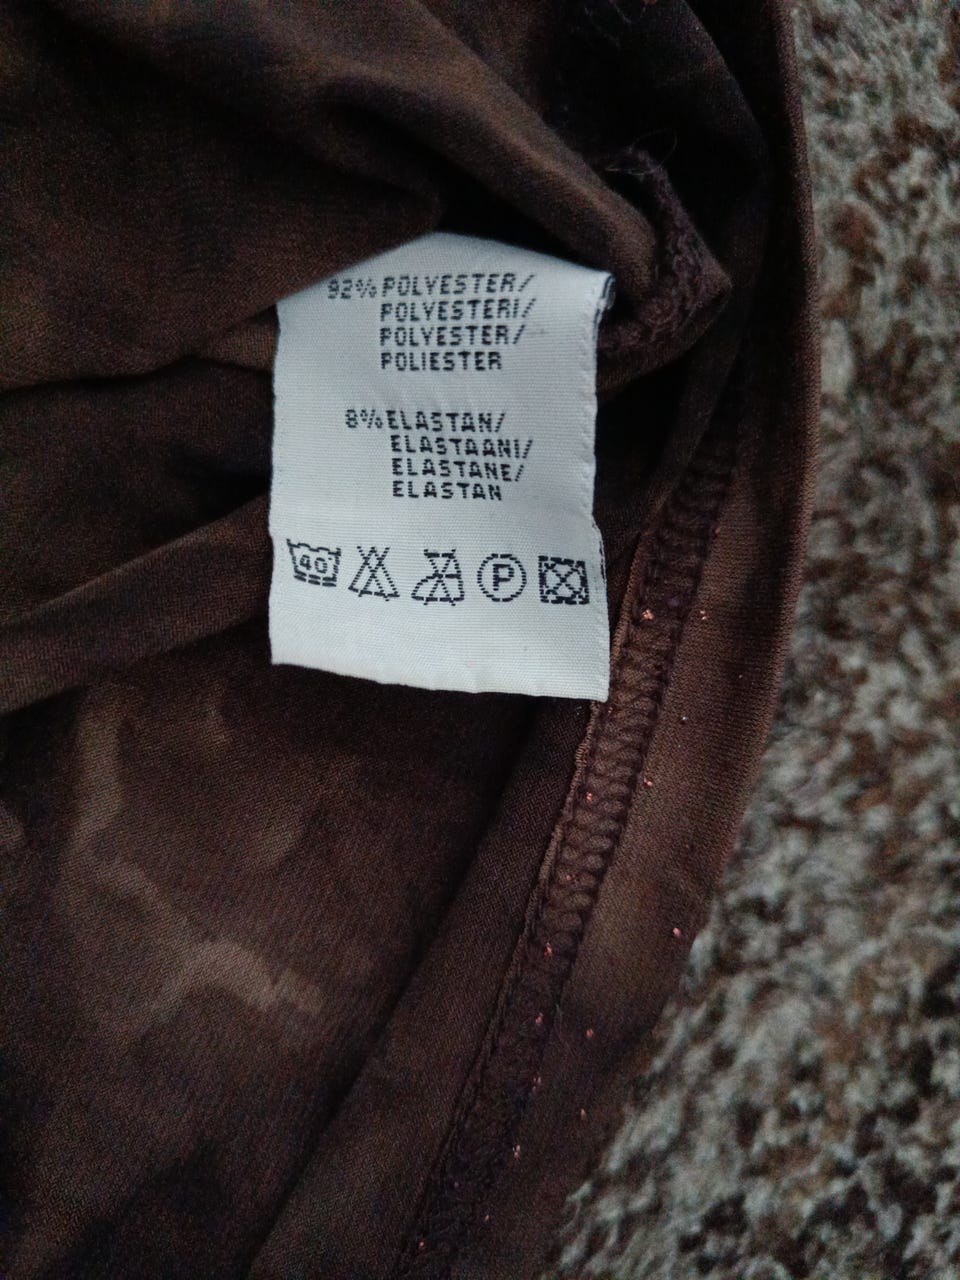 92% POLYESTER/
POLYESTERI/
POLYESTER/
POLIESTER
8% ELASTAN/
ELASTAANI/
ELASTANE/
ELASTAN
40 P